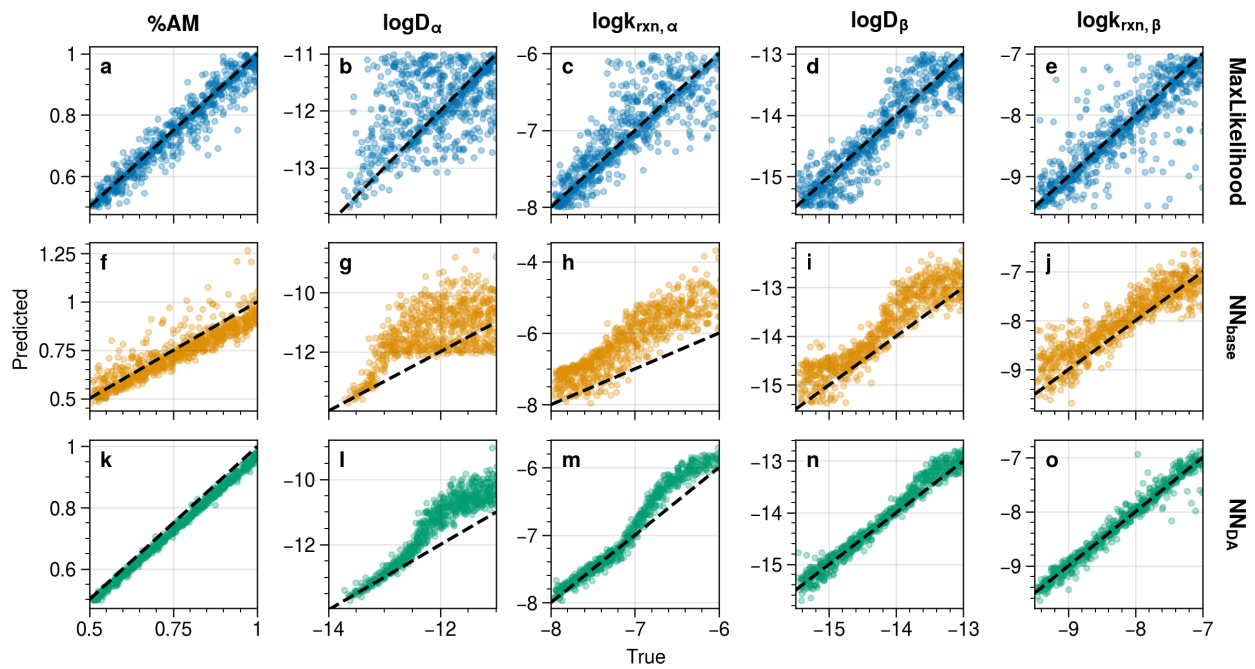 %AM logDα logkrxn, α logDβ logkrxn, β
1 0.8 0.6 a
−11 −12 −13 b
−6 −7 −8 c
−13 −14 −15 d
−7 −8 −9 e
MaxLikelihood
Predicted
1.25 1 0.75 0.5 f
−10 −12 g
−4 −6 −8 h
−13 −14 −15 i
−7 −8 −9 j
NNbase
1 0.8 0.6 k
−10 −12 l
−6 −7 −8 m
−13 −14 −15 n
−7 −8 −9 o
NNDA
0.5 0.75 1 −14 −12 −8 −7 −6 −15 −14 −13 −9 −8 −7
True